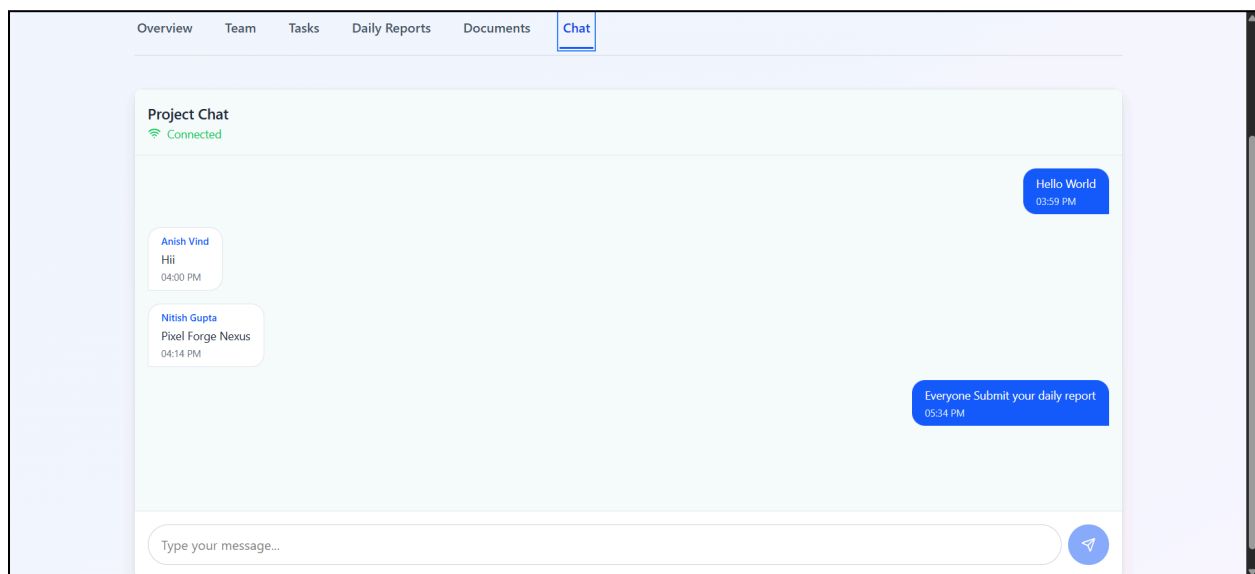 Overview Team Tasks Daily Reports Documents Chat
Project Chat
Connected
Hello World
03:59 PM
Anish Vind
Hii
04:00 PM
Nitish Gupta
Pixel Forge Nexus
04:14 PM
Everyone Submit your daily report
05:34 PM
Type your message...